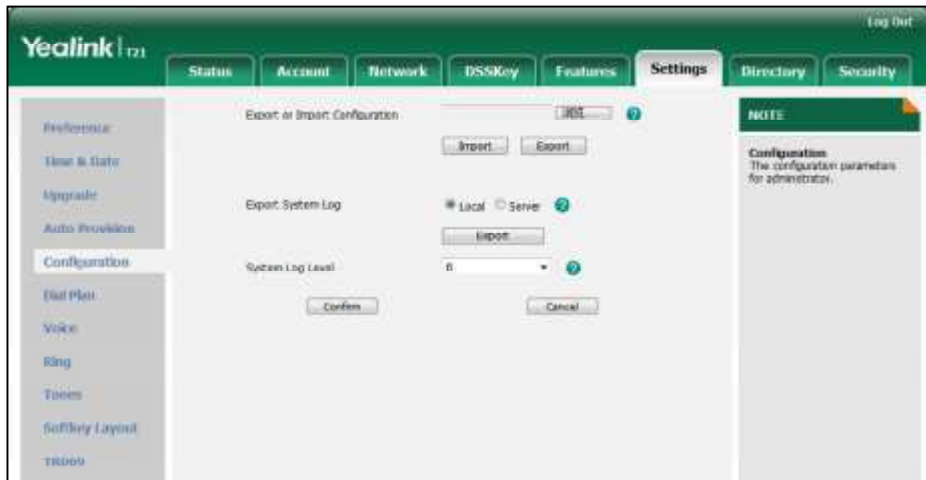 Log Out
Yealink T21
Status Account Network DSSKey Features Settings Directory Security
Preference
Time & Date
Upgrade
Auto Provision
Configuration
Dial Plan
Voice
Ring
Tones
Softkey Layout
TR069
Export or Import Configuration
Import Export
Export System Log Local Server
Export
System Log Level 6
Confirm Cancel
NOTE
Configuration
The configuration parameters
for administrator.